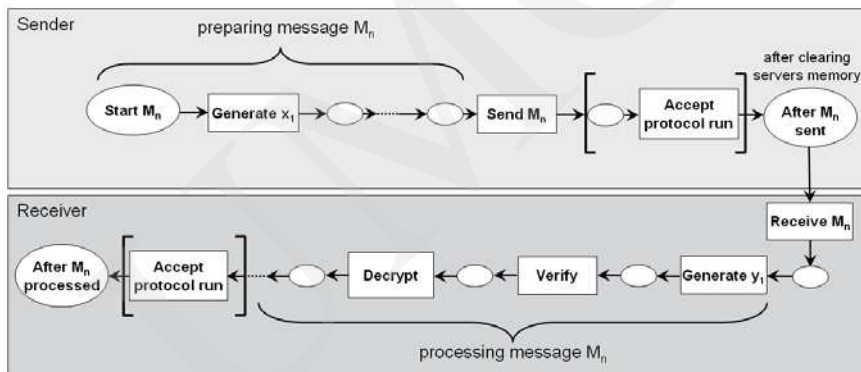 Sender
preparing message Mn
after clearing
servers memory
Start Mn
Generate x1
Send Mn
Accept
protocol run
After Mn
sent
Receiver
Receive Mn
After Mn
processed
Accept
protocol run
Decrypt
Verify
Generate y1
processing message Mn